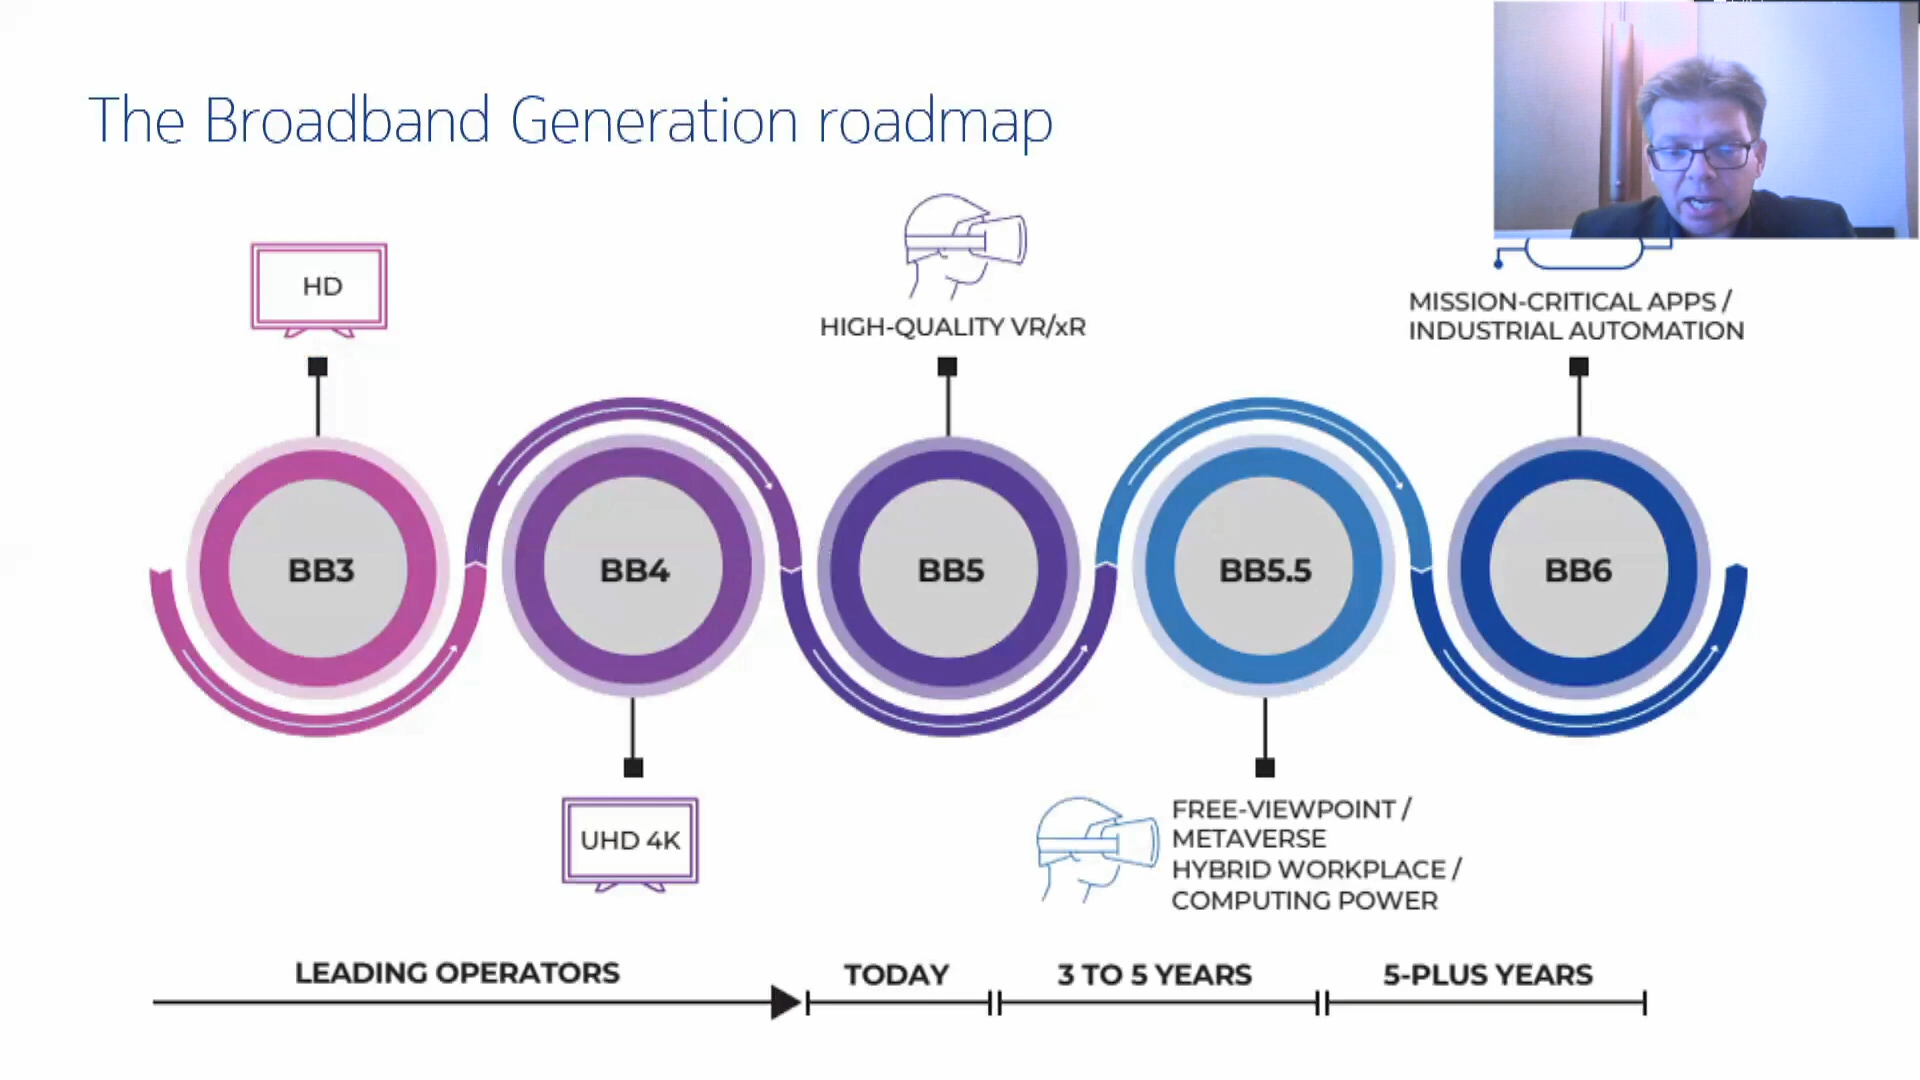 The Broadband Generation roadmap
HD
HIGH-QUALITY VR/xR
MISSION-CRITICAL APPS /
INDUSTRIAL AUTOMATION
BB3
BB4
BB5
BB5.5
BB6
UHD 4K
FREE-VIEWPOINT /
METAVERSE
HYBRID WORKPLACE /
COMPUTING POWER
LEADING OPERATORS
TODAY
3 TO 5 YEARS
5-PLUS YEARS